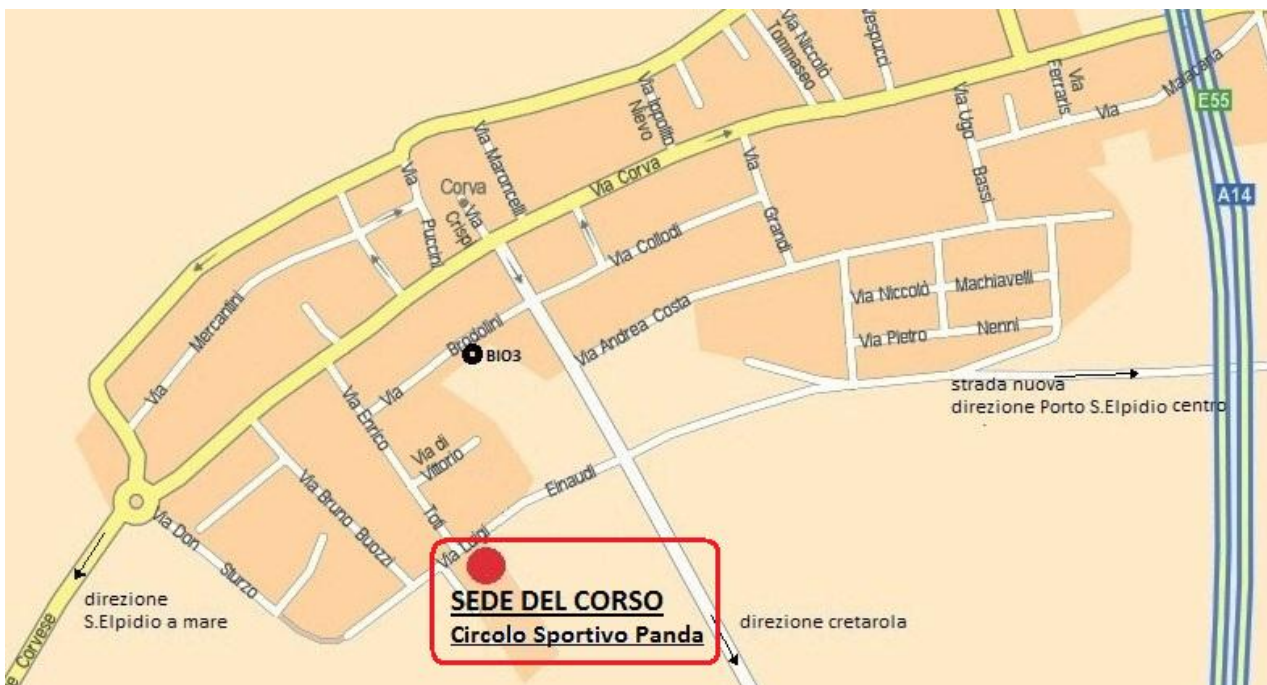 Via Niccolò
Tommaseo
Vespucci
Via Ippolito
Nievo
Via Maroncelli
Via Corva
Via
Puccini
Corva
Via
Crispi
Via Ugo
Bassi
Via
Ferraris
Via Malacaria
E55
A14
Via
Grandi
Via Collodi
Via Mercantini
Via Brodolini
BIO3
Via Andrea Costa
Via Niccolò Machiavelli
Via Pietro Nenni
strada nuova
direzione Porto S.Elpidio centro
Via Enrico
Toti
Via di
Vittorio
Via Bruno Buozzi
Via Luigi Einaudi
Via Don
Sturzo
SEDE DEL CORSO
Circolo Sportivo Panda
direzione
S.Elpidio a mare
direzione cretarola
e Corvese